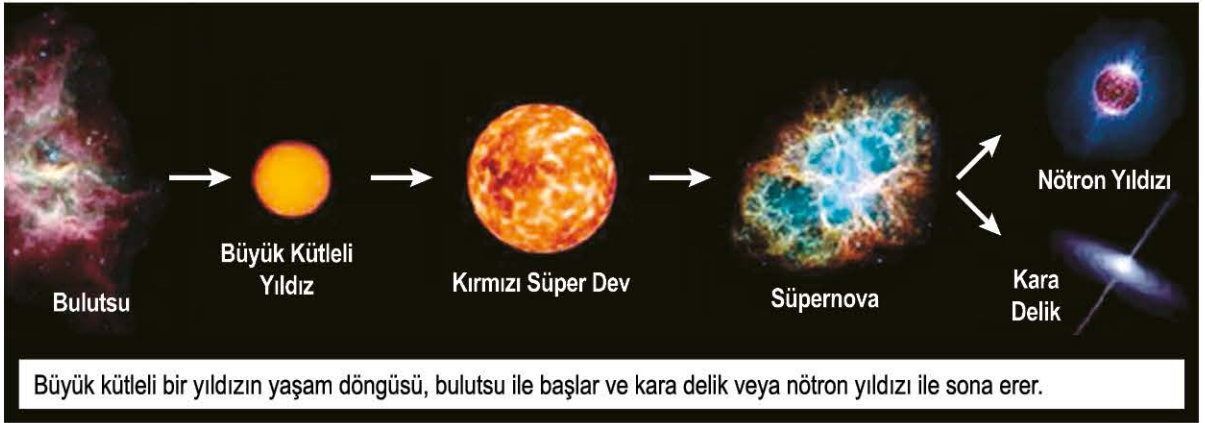 Bulutsu
Büyük Kütleli
Yıldız
Kırmızı Süper Dev
Süpernova
Nötron Yıldızı
Kara
Delik
Büyük kütleli bir yıldızın yaşam döngüsü, bulutsu ile başlar ve kara delik veya nötron yıldızı ile sona erer.